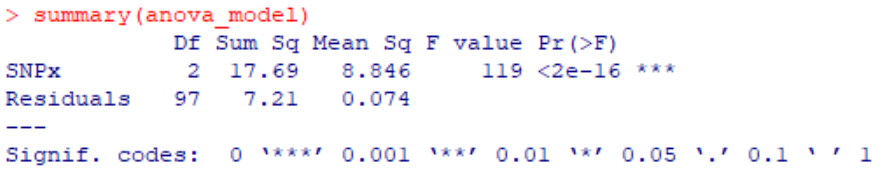 > summary(anova_model)
            Df Sum Sq Mean Sq F value Pr(>F)
SNPx         2  17.69   8.846     119 <2e-16 ***
Residuals   97   7.21   0.074
---
Signif. codes:  0 ‘***’ 0.001 ‘**’ 0.01 ‘*’ 0.05 ‘.’ 0.1 ‘ ’ 1